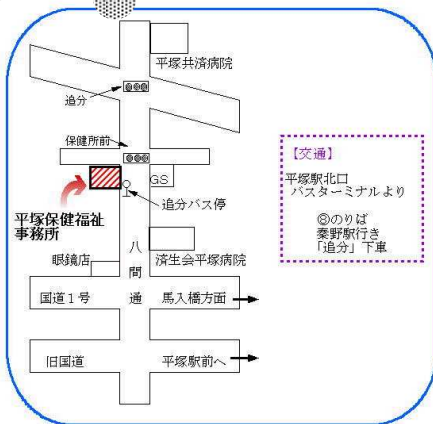 平塚共済病院
追分
保健所前
GS
追分バス停
平塚保健福祉
事務所
八間通
眼鏡店
済生会平塚病院
国道1号
馬入橋方面
旧国道
平塚駅前へ
【交通】
平塚駅北口
バスターミナルより
⑧のりば
秦野駅行き
「追分」下車